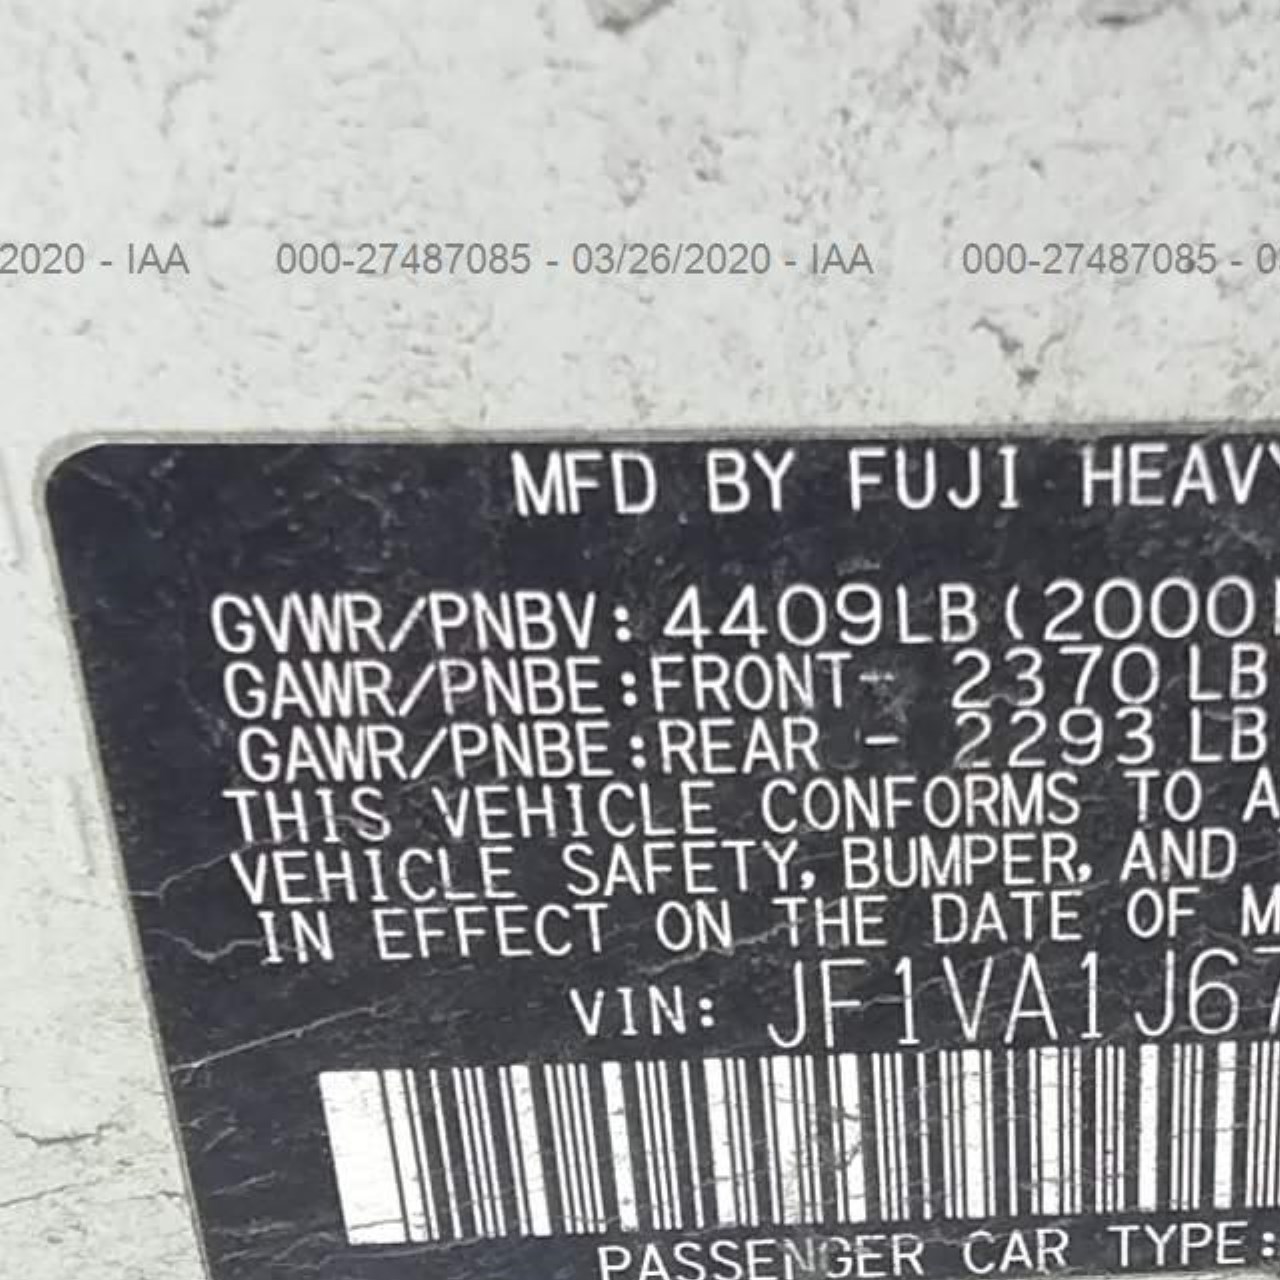 2020 - IAA 000-27487085 - 03/26/2020 - IAA 000-27487085 - 0
MFD BY FUJI HEAVY
GVWR/PNBV: 4409LB (2000
GAWR/PNBE:FRONT- 2370 LB
GAWR/PNBE:REAR - 2293 LB
THIS VEHICLE CONFORMS TO A
VEHICLE SAFETY, BUMPER, AND
IN EFFECT ON THE DATE OF M
VIN: JF1VA1J67
PASSENGER CAR TYPE: